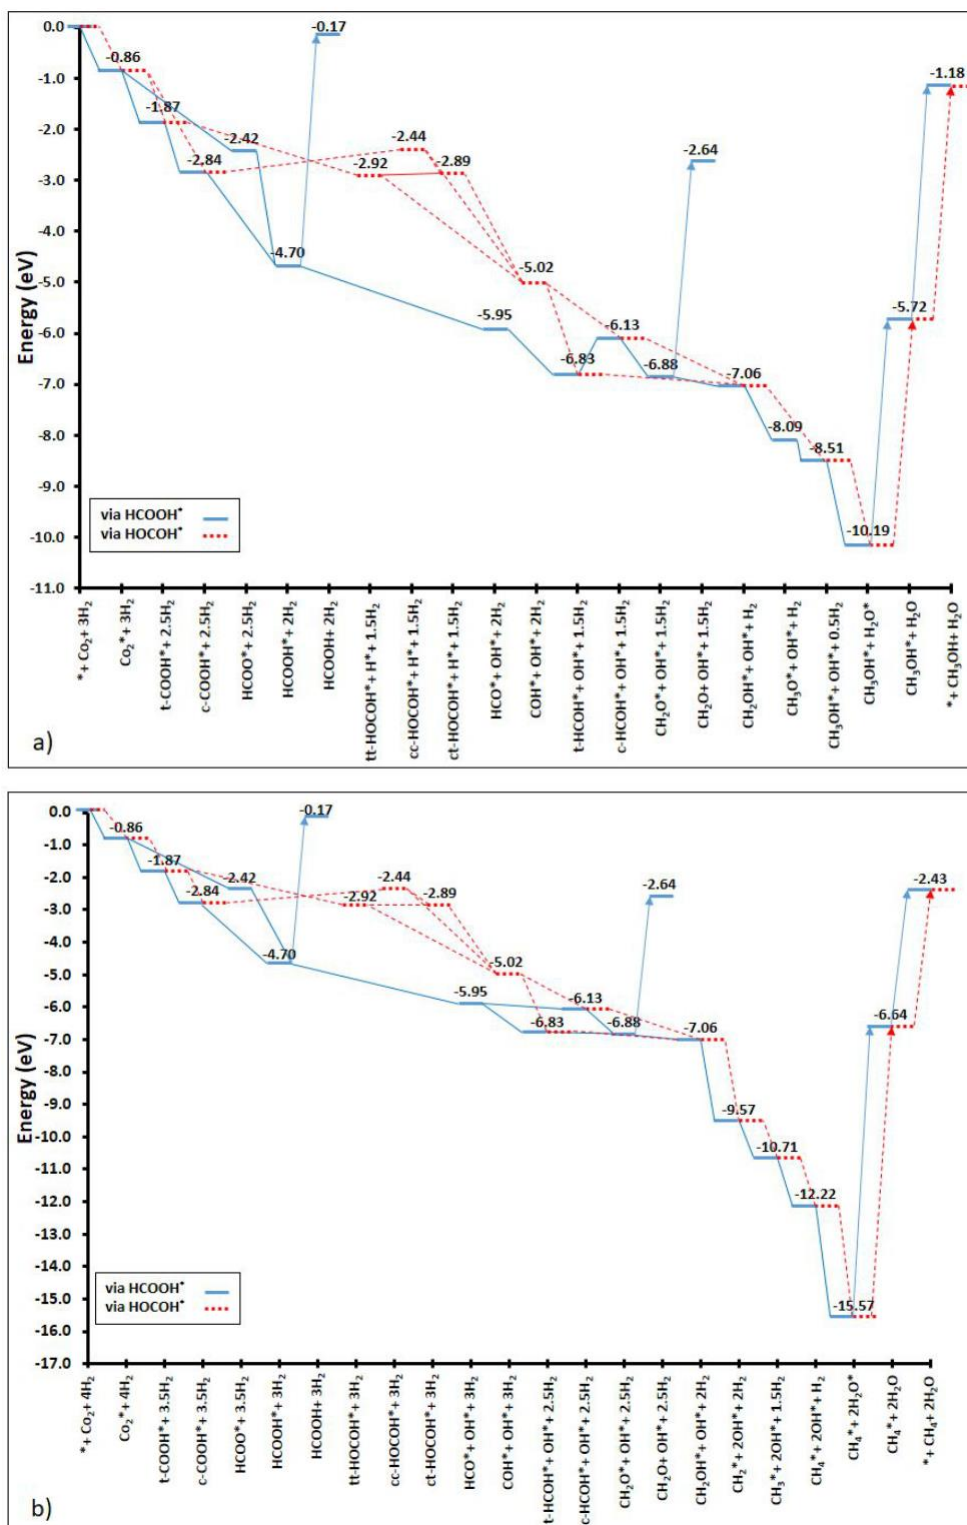 0.0
-1.0
-2.0
-3.0
-4.0
-5.0
-6.0
-7.0
-8.0
-9.0
-10.0
-11.0
Energy (eV)
-0.86
-1.87
-2.84
-2.42
-4.70
-0.17
-2.92
-2.44
-2.89
-5.95
-5.02
-6.83
-6.13
-6.88
-2.64
-7.06
-8.09
-8.51
-10.19
-5.72
-1.18
via HCOOH*
via HOCOH*
* + Co₂ + 3H₂
Co₂* + 3H₂
t-COOH* + 2.5H₂
c-COOH* + 2.5H₂
HCOO* + 2.5H₂
HCOOH* + 2H₂
HCOOH + 2H₂
tt-HOCOH* + H* + 1.5H₂
cc-HOCOH* + H* + 1.5H₂
ct-HOCOH* + H* + 1.5H₂
HCO* + OH* + 2H₂
COH* + OH* + 2H₂
t-HCOH* + OH* + 1.5H₂
c-HCOH* + OH* + 1.5H₂
CH₂O* + OH* + 1.5H₂
CH₂O + OH* + 1.5H₂
CH₂OH* + OH* + H₂
CH₃O* + OH* + H₂
CH₃OH* + OH* + 0.5H₂
CH₃OH* + H₂O*
CH₃OH* + H₂O
* + CH₃OH + H₂O
a)
0.0
-1.0
-2.0
-3.0
-4.0
-5.0
-6.0
-7.0
-8.0
-9.0
-10.0
-11.0
-12.0
-13.0
-14.0
-15.0
-16.0
-17.0
Energy (eV)
-0.86
-1.87
-2.84
-2.42
-4.70
-0.17
-2.92
-2.44
-2.89
-5.95
-5.02
-6.83
-6.13
-6.88
-2.64
-7.06
-9.57
-10.71
-12.22
-15.57
-6.64
-2.43
via HCOOH*
via HOCOH*
* + Co₂ + 4H₂
Co₂* + 4H₂
t-COOH* + 3.5H₂
c-COOH* + 3.5H₂
HCOO* + 3.5H₂
HCOOH* + 3H₂
HCOOH + 3H₂
tt-HOCOH* + 3H₂
cc-HOCOH* + 3H₂
ct-HOCOH* + 3H₂
HCO* + OH* + 3H₂
COH* + OH* + 3H₂
t-HCOH* + OH* + 2.5H₂
c-HCOH* + OH* + 2.5H₂
CH₂O* + OH* + 2.5H₂
CH₂O + OH* + 2.5H₂
CH₂OH* + OH* + 2H₂
CH₂* + 2OH* + 2H₂
CH₃* + 2OH* + 1.5H₂
CH₄* + 2OH* + H₂
CH₄* + 2H₂O*
CH₄* + 2H₂O
* + CH₄ + 2H₂O
b)